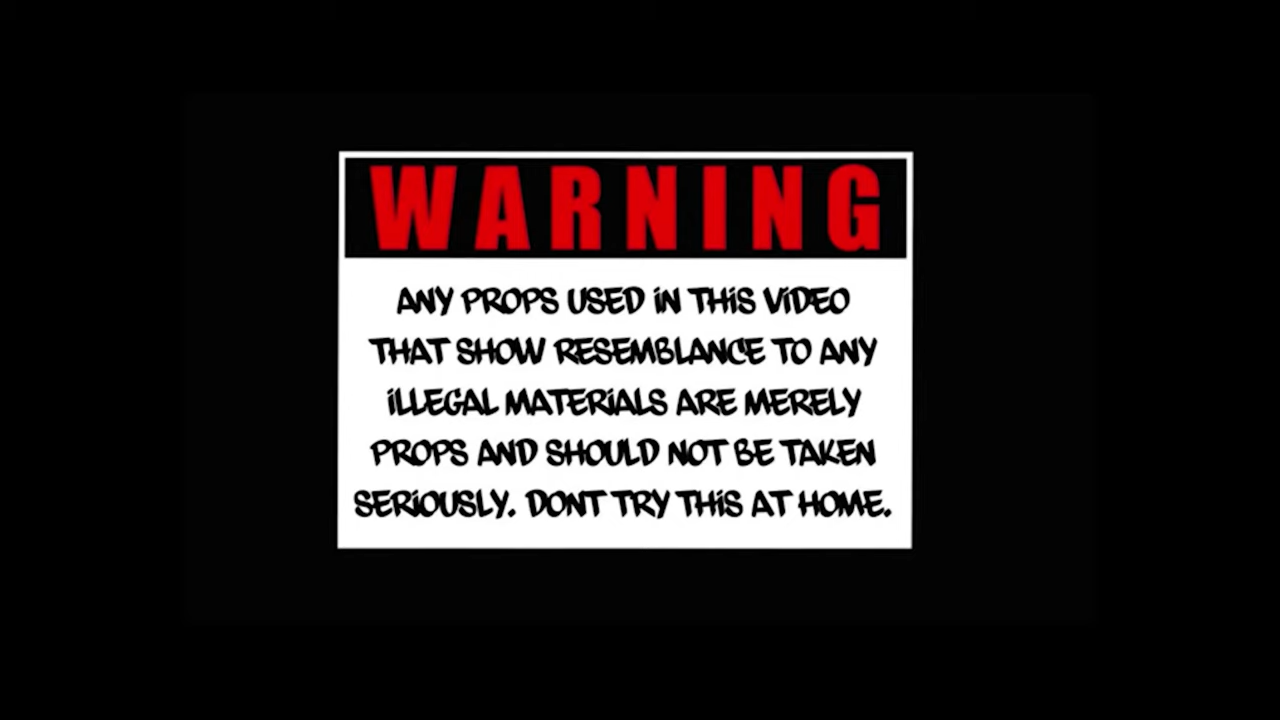 WARNING
ANY PROPS USED IN THIS VIDEO
THAT SHOW RESEMBLANCE TO ANY
ILLEGAL MATERIALS ARE MERELY
PROPS AND SHOULD NOT BE TAKEN
SERIOUSLY. DONT TRY THIS AT HOME.